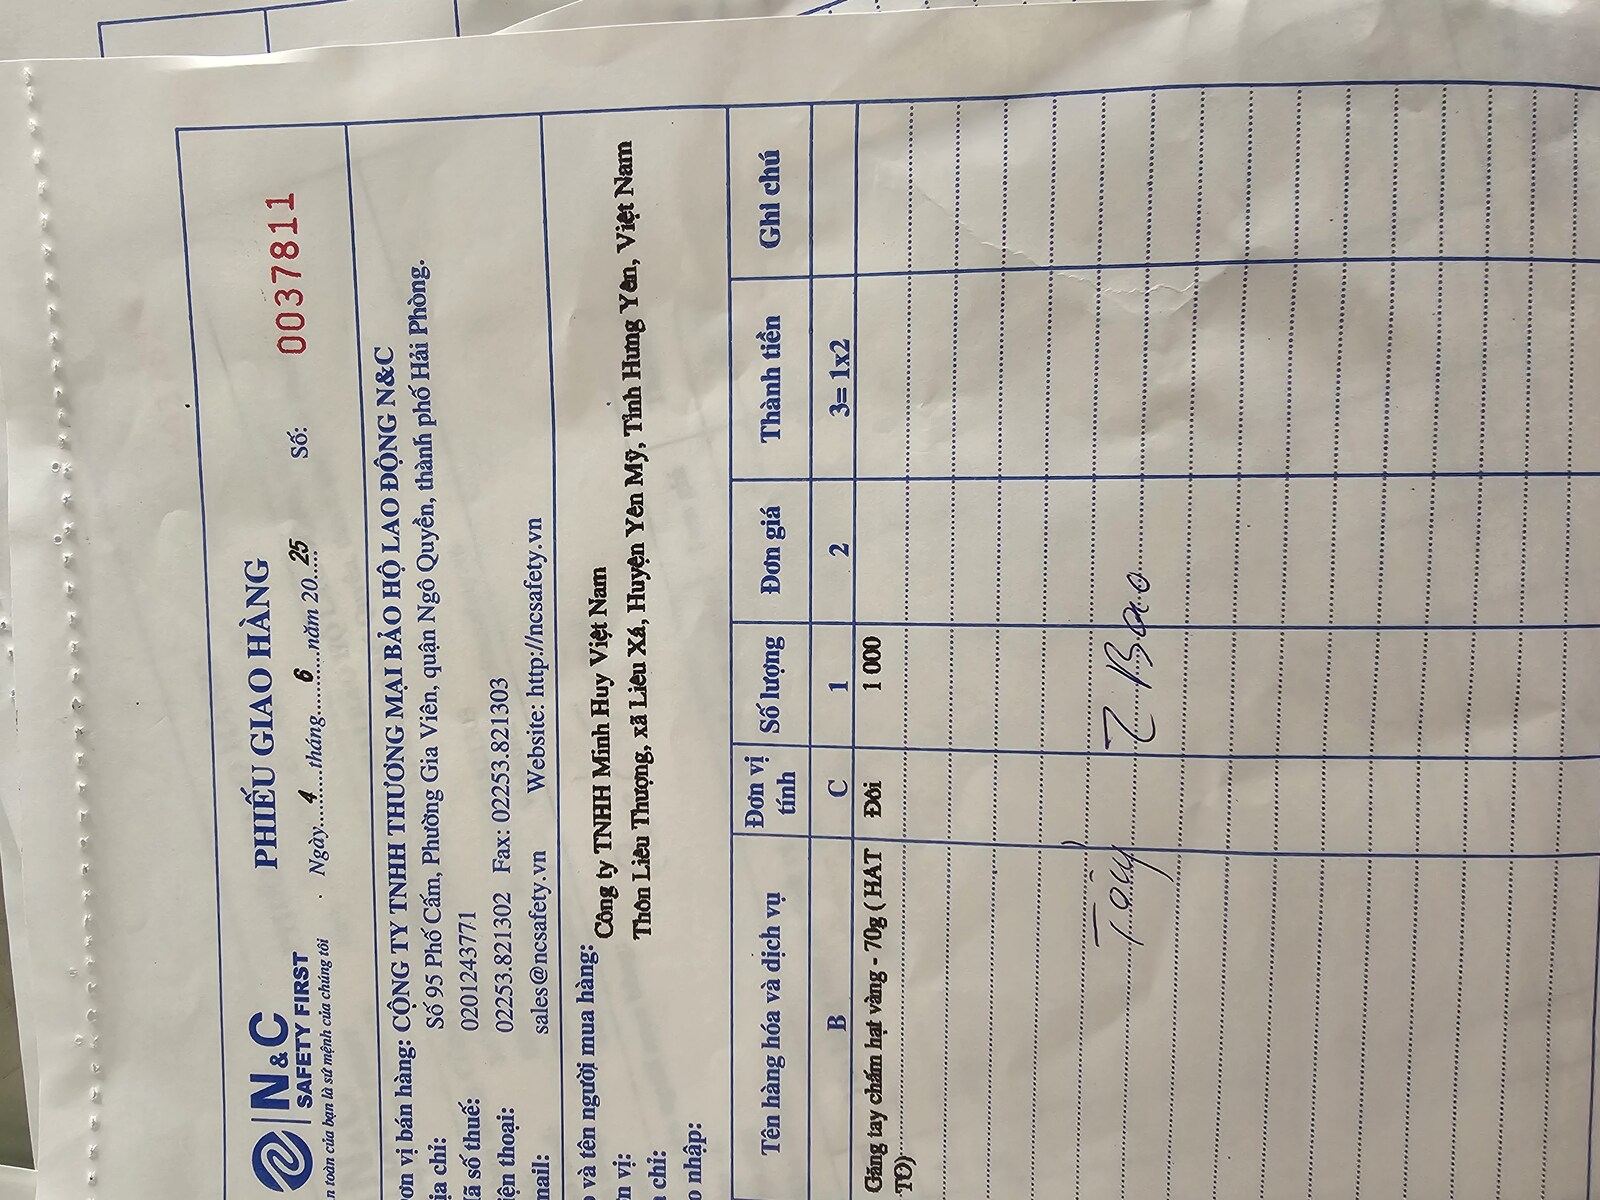 N&C
SAFETY FIRST
n toàn của bạn là sứ mệnh của chúng tôi
PHIẾU GIAO HÀNG
Ngày 4 tháng 6 năm 20 25
Số: 0037811
ơn vị bán hàng: CÔNG TY TNHH THƯƠNG MẠI BẢO HỘ LAO ĐỘNG N&C
ịa chỉ: Số 95 Phố Cấm, Phường Gia Viên, quận Ngô Quyền, thành phố Hải Phòng.
ã số thuế: 0201243771
iện thoại: 02253.821302 Fax: 02253.821303
mail: sales@ncsafety.vn Website: http://ncsafety.vn
ọ và tên người mua hàng:
n vị: Công ty TNHH Minh Huy Việt Nam
a chỉ: Thôn Liêu Thượng, xã Liêu Xá, Huyện Yên Mỹ, Tỉnh Hưng Yên, Việt Nam
o nhập:
Tên hàng hóa và dịch vụ Đơn vị tính Số lượng Đơn giá Thành tiền Ghi chú
B C 1 2 3= 1x2
Găng tay chấm hạt vàng - 70g ( HẠT Đôi 1 000
TO)
2 Bao